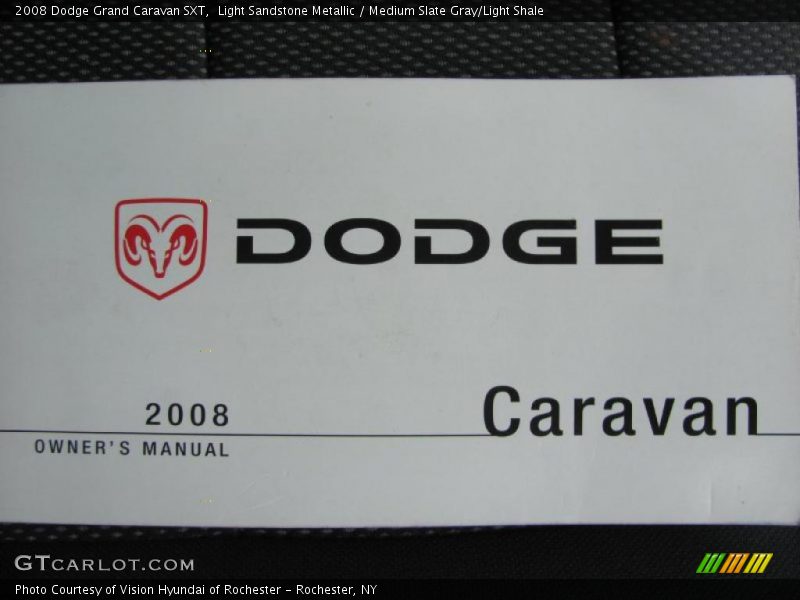 2008 Dodge Grand Caravan SXT,  Light Sandstone Metallic / Medium Slate Gray/Light Shale
DODGE
2008
Caravan
OWNER'S MANUAL
GTCARLOT.COM
Photo Courtesy of Vision Hyundai of Rochester - Rochester, NY